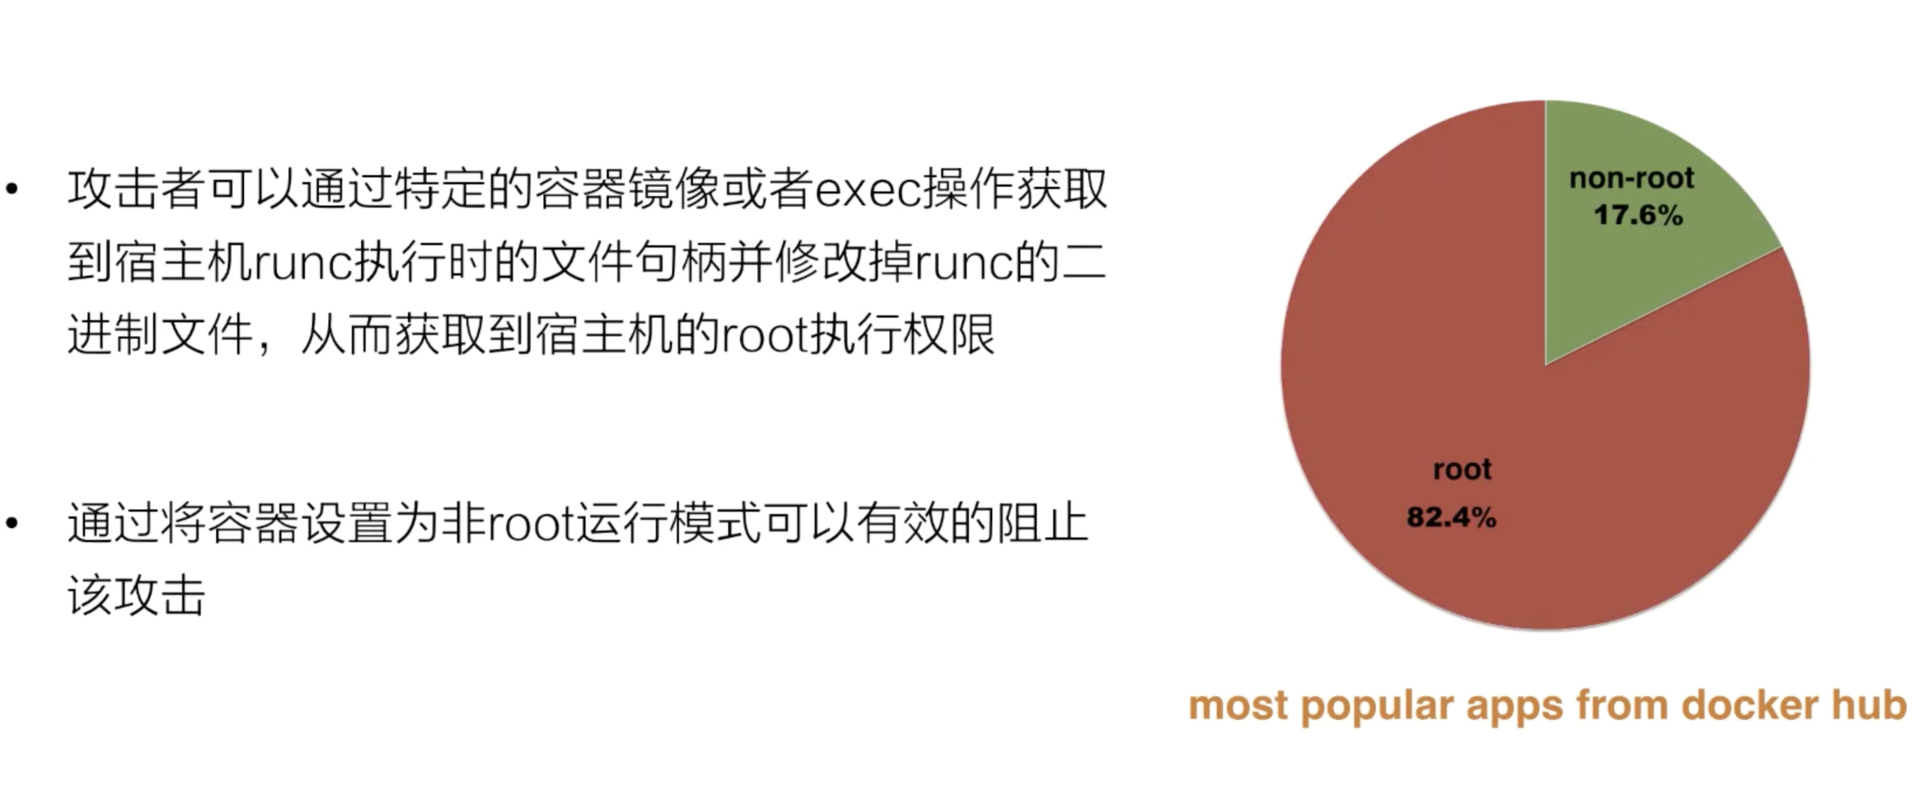 • 攻击者可以通过特定的容器镜像或者exec操作获取
到宿主机runc执行时的文件句柄并修改掉runc的二
进制文件，从而获取到宿主机的root执行权限
• 通过将容器设置为非root运行模式可以有效的阻止
该攻击
non-root
17.6%
root
82.4%
most popular apps from docker hub